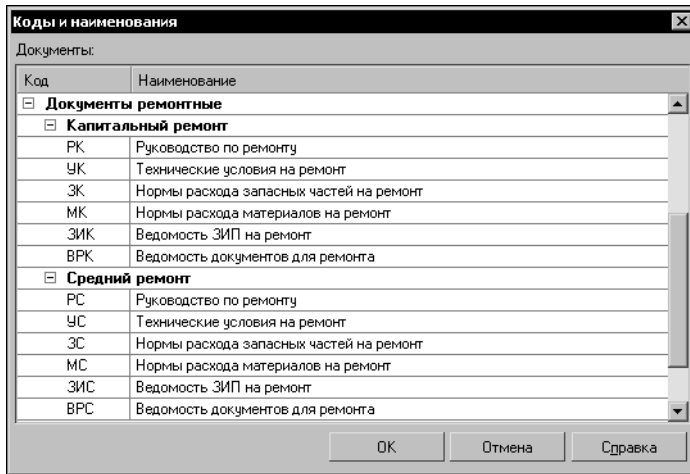 Коды и наименования
Документы:
Код Наименование
Документы ремонтные
Капитальный ремонт
РК Руководство по ремонту
УК Технические условия на ремонт
ЗК Нормы расхода запасных частей на ремонт
МК Нормы расхода материалов на ремонт
ЗИК Ведомость ЗИП на ремонт
ВРК Ведомость документов для ремонта
Средний ремонт
РС Руководство по ремонту
УС Технические условия на ремонт
ЗС Нормы расхода запасных частей на ремонт
МС Нормы расхода материалов на ремонт
ЗИС Ведомость ЗИП на ремонт
ВРС Ведомость документов для ремонта
ОК Отмена Справка